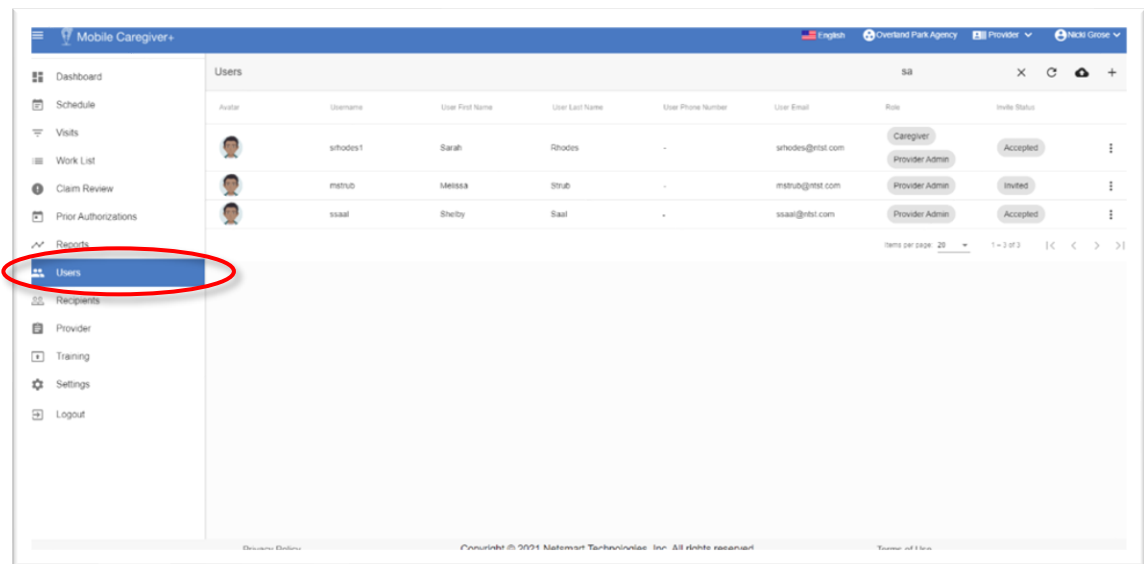 Mobile Caregiver+ English Overland Park Agency Provider Nicki Grose
Dashboard
Schedule
Visits
Work List
Claim Review
Prior Authorizations
Reports
Users
Recipients
Provider
Training
Settings
Logout
Users sa
Avatar Username User First Name User Last Name User Phone Number User Email Role Invite Status
srhodes1 Sarah Rhodes - srhodes@ntst.com Caregiver Provider Admin Accepted
mstrub Melissa Strub - mstrub@ntst.com Provider Admin Invited
ssaal Shelby Saal - ssaal@ntst.com Provider Admin Accepted
Items per page: 20 1 – 3 of 3
Privacy Policy Copyright © 2021 Netsmart Technologies, Inc. All rights reserved Terms of Use